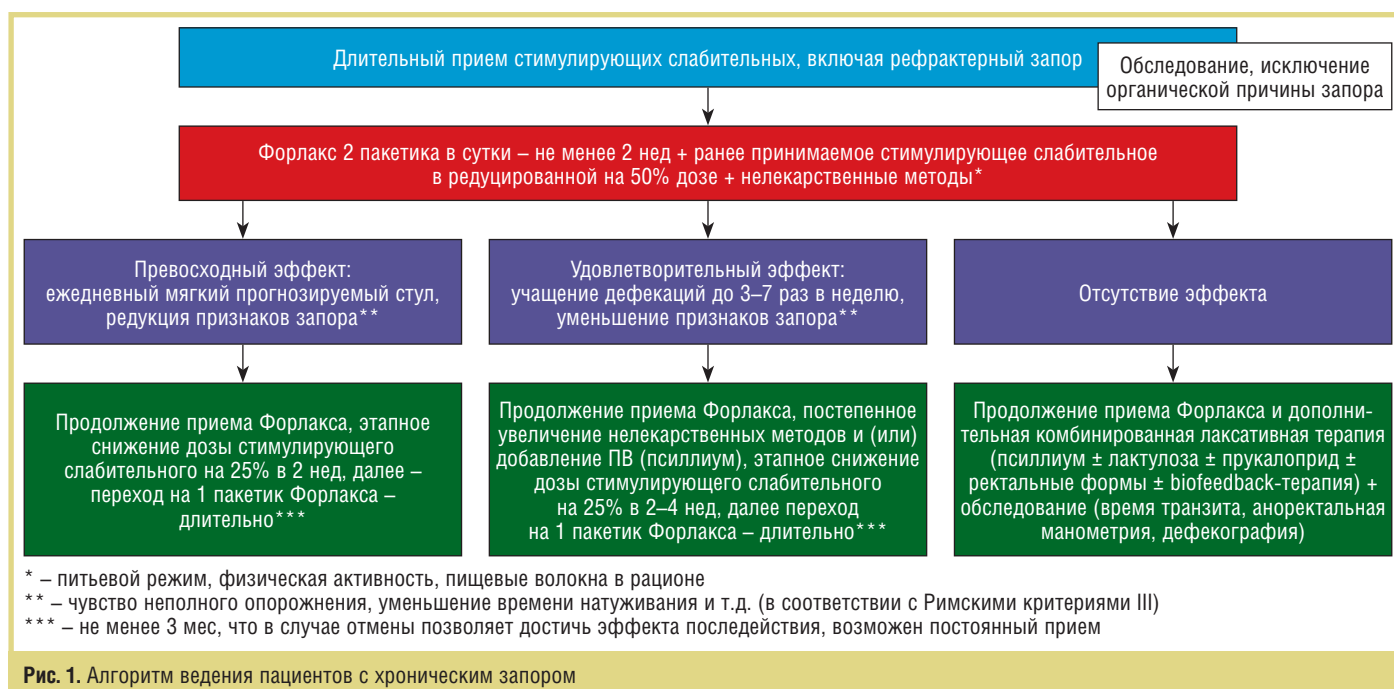 Длительный прием стимулирующих слабительных, включая рефрактерный запор
Обследование, исключение
органической причины запора
Форлакс 2 пакетика в сутки – не менее 2 нед + ранее принимаемое стимулирующее слабительное
в редуцированной на 50% дозе + нелекарственные методы*
Превосходный эффект:
ежедневный мягкий прогнозируемый стул,
редукция признаков запора**
Удовлетворительный эффект:
учащение дефекаций до 3–7 раз в неделю,
уменьшение признаков запора**
Отсутствие эффекта
Продолжение приема Форлакса, этапное
снижение дозы стимулирующего
слабительного на 25% в 2 нед, далее –
переход на 1 пакетик Форлакса –
длительно***
Продолжение приема Форлакса, постепенное
увеличение нелекарственных методов и (или)
добавление ПВ (псиллиум), этапное снижение
дозы стимулирующего слабительного
на 25% в 2–4 нед, далее переход
на 1 пакетик Форлакса – длительно***
Продолжение приема Форлакса и дополни-
тельная комбинированная лаксативная терапия
(псиллиум ± лактулоза ± прукалоприд ±
ректальные формы ± biofeedback-терапия) +
обследование (время транзита, аноректальная
манометрия, дефекография)
* – питьевой режим, физическая активность, пищевые волокна в рационе
** – чувство неполного опорожнения, уменьшение времени натуживания и т.д. (в соответствии с Римскими критериями III)
*** – не менее 3 мес, что в случае отмены позволяет достичь эффекта последействия, возможен постоянный прием
Рис. 1. Алгоритм ведения пациентов с хроническим запором